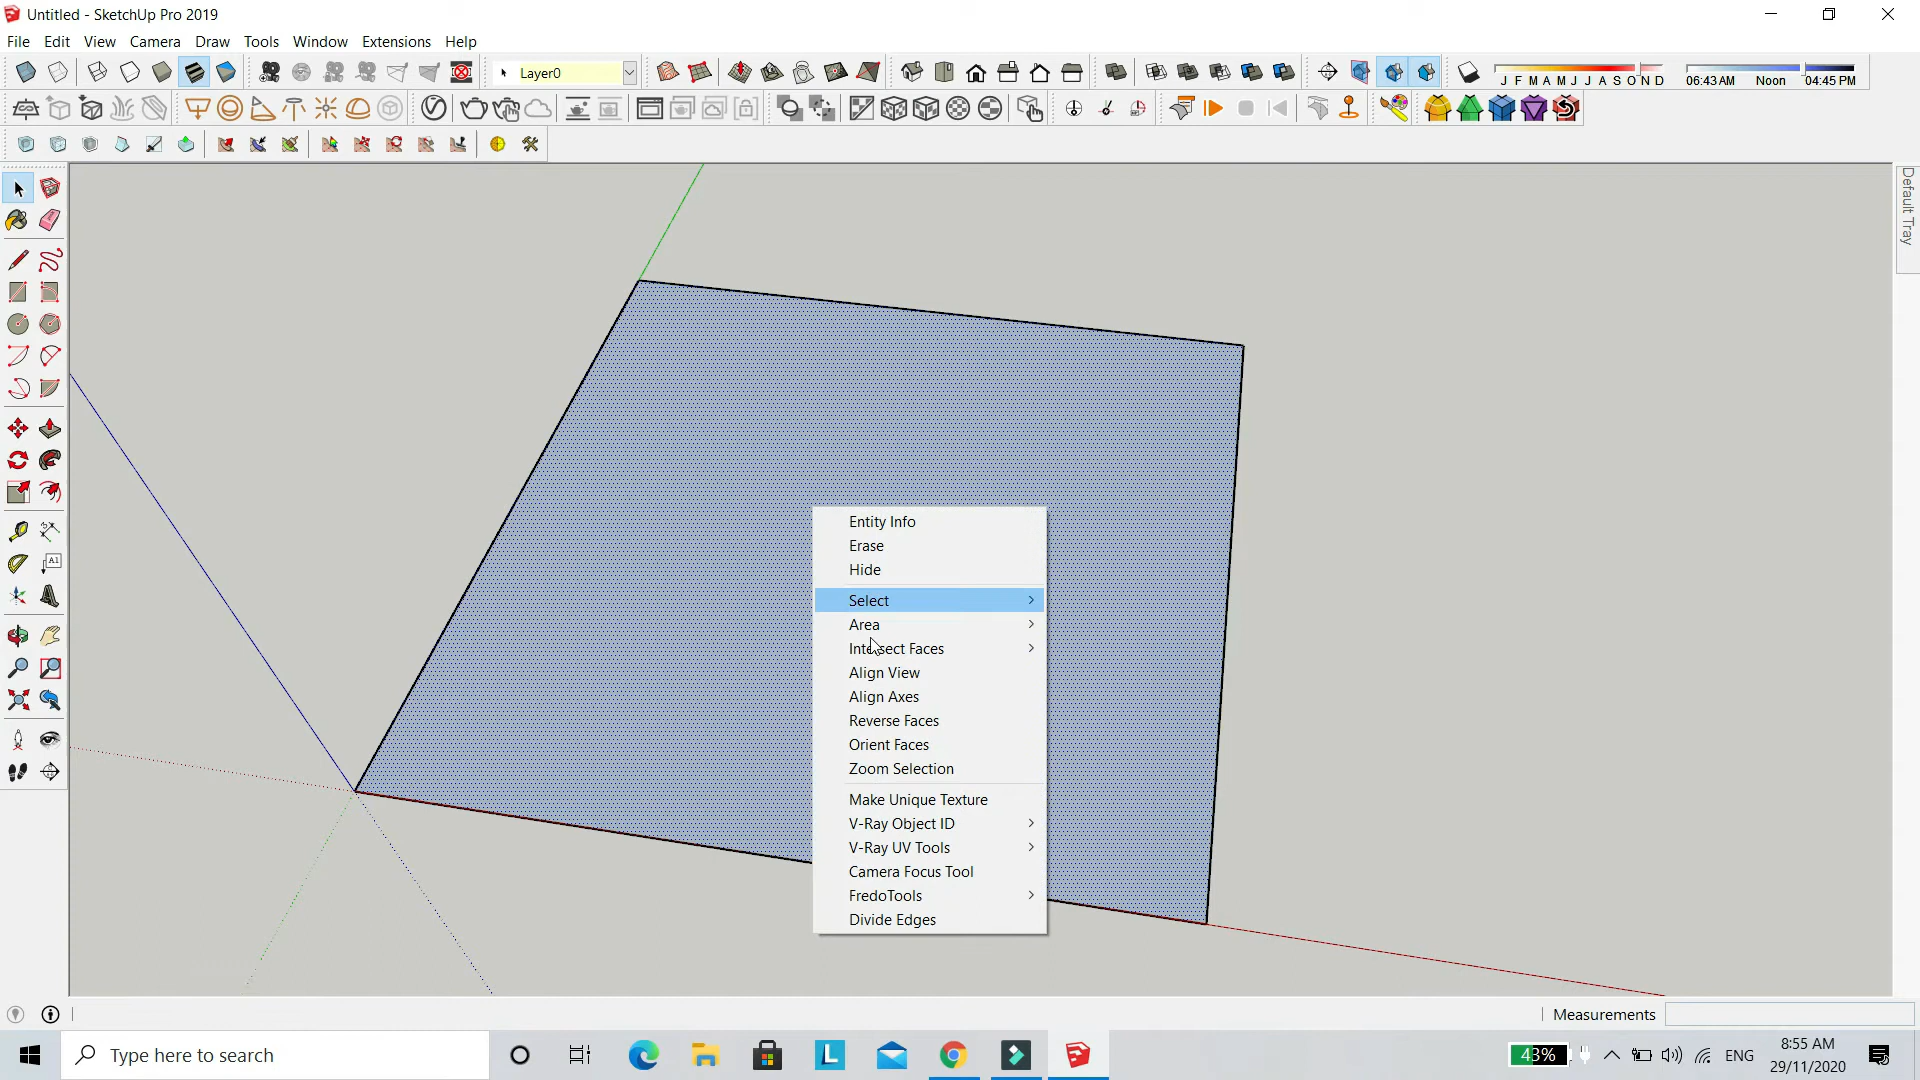 Untitled - SketchUp Pro 2019
File Edit View Camera Draw Tools Window Extensions Help
Layer0
J F M A M J J A S O N D
06:43 AM Noon 04:45 PM
A1
Default Tray
Entity Info
Erase
Hide
Select
Area
Intersect Faces
Align View
Align Axes
Reverse Faces
Orient Faces
Zoom Selection
Make Unique Texture
V-Ray Object ID
V-Ray UV Tools
Camera Focus Tool
FredoTools
Divide Edges
Measurements
Type here to search
L
43%
ENG
8:55 AM
29/11/2020